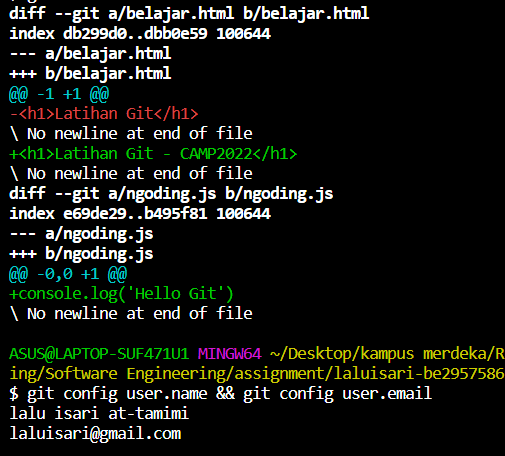 diff --git a/belajar.html b/belajar.html
index db299d0..dbb0e59 100644
--- a/belajar.html
+++ b/belajar.html
@@ -1 +1 @@
-<h1>Latihan Git</h1>
\ No newline at end of file
+<h1>Latihan Git - CAMP2022</h1>
\ No newline at end of file
diff --git a/ngoding.js b/ngoding.js
index e69de29..b495f81 100644
--- a/ngoding.js
+++ b/ngoding.js
@@ -0,0 +1 @@
+console.log('Hello Git')
\ No newline at end of file
ASUS@LAPTOP-SUF471U1 MINGW64 ~/Desktop/kampus merdeka/R
ing/Software Engineering/assignment/laluisari-be2957586
$ git config user.name && git config user.email
lalu isari at-tamimi
laluisari@gmail.com